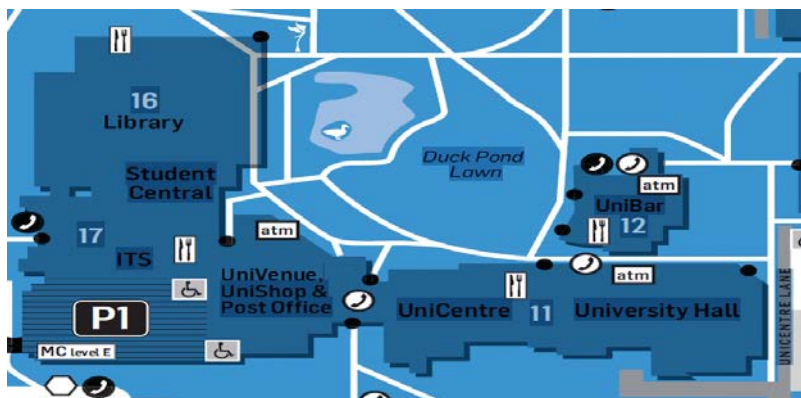 16
Library
Duck Pond
Lawn
Student
Central
atm
UniBar
12
17
ITS
atm
UniVenue,
UniShop &
Post Office
atm
P1
UniCentre
11
University Hall
MC level E
UNICENTRE LANE